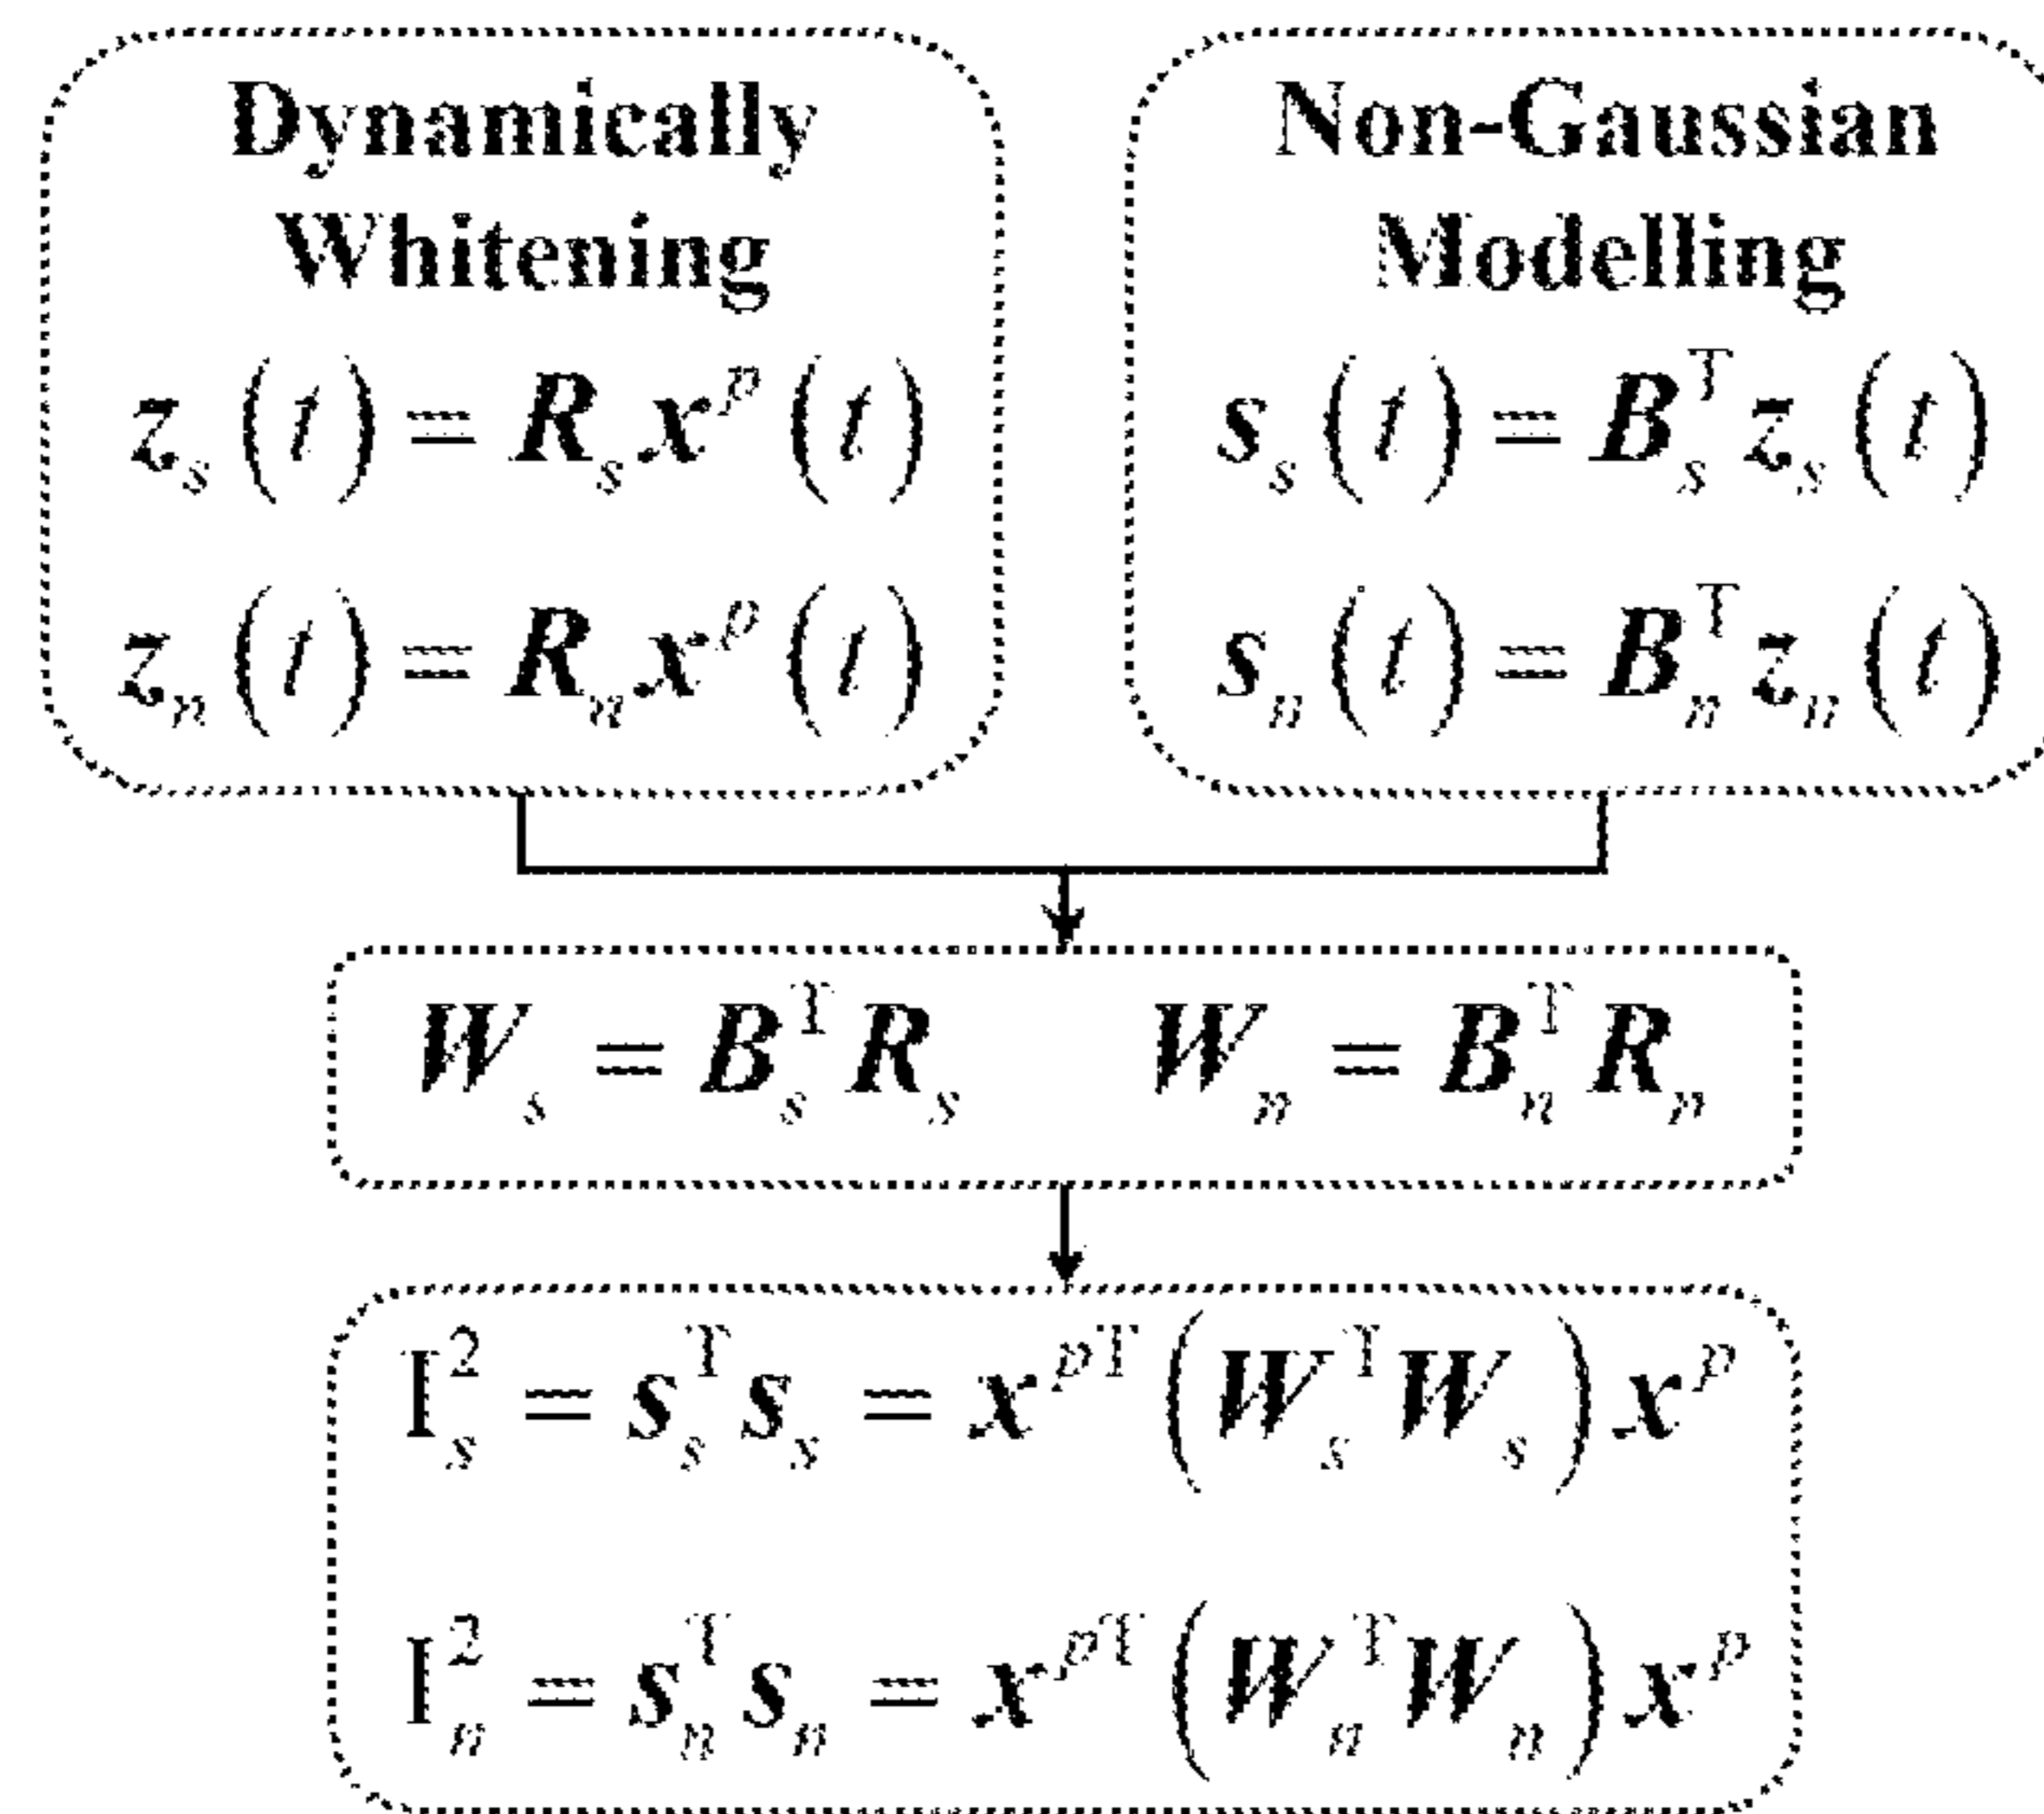 Dynamically
Whitening
z_s(t) = R_s x^p(t)
z_n(t) = R_n x^p(t)
Non-Gaussian
Modelling
s_s(t) = B_s^T z_s(t)
s_n(t) = B_n^T z_n(t)
W_s = B_s^T R_s
W_n = B_n^T R_n
I_s^2 = s_s^T s_s = x^{pT}(W_s^T W_s)x^p
I_n^2 = s_n^T s_n = x^{pT}(W_n^T W_n)x^p